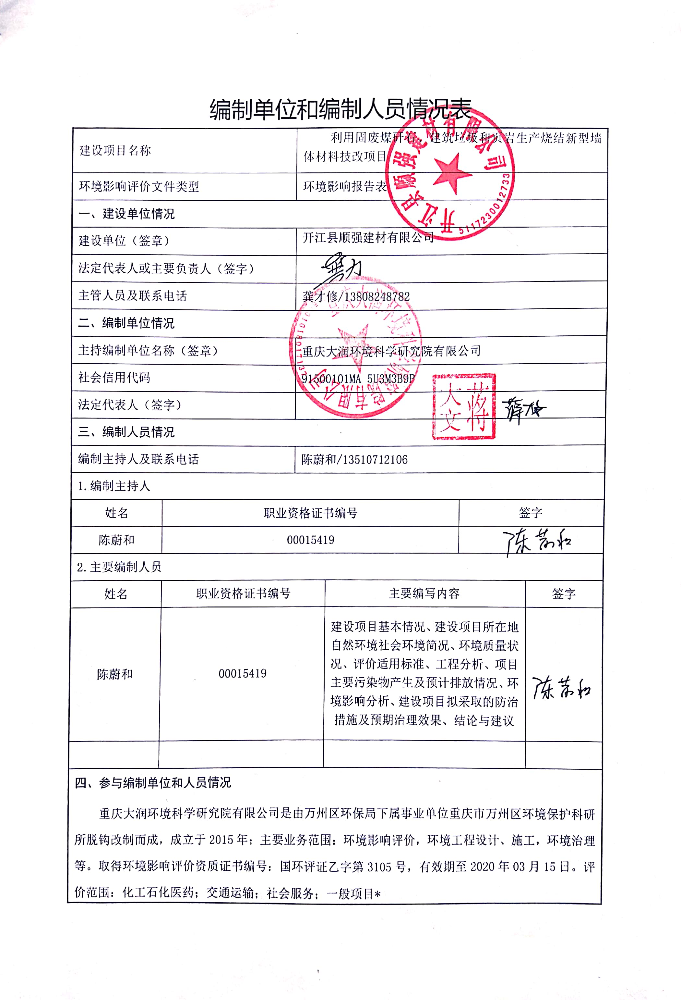 编制单位和编制人员情况表
建设项目名称
利用固废煤矸石、建筑垃圾和页岩生产烧结新型墙
体材料技改项目
环境影响评价文件类型 环境影响报告表
一、建设单位情况
建设单位（签章） 开江县顺强建材有限公司
开江县顺强建材有限公司
5117230012733
法定代表人或主要负责人（签字）
主管人员及联系电话 龚才修/13808248782
二、编制单位情况
主持编制单位名称（签章） 重庆大润环境科学研究院有限公司
重庆大润环境科学研究院有限公司
社会信用代码 91500101MA 5U3M3B9P
法定代表人（签字）
蒋大文
三、编制人员情况
编制主持人及联系电话 陈蔚和/13510712106
1.编制主持人
姓名 职业资格证书编号 签字
陈蔚和 00015419 陈蔚和
2.主要编制人员
姓名 职业资格证书编号 主要编写内容 签字
建设项目基本情况、建设项目所在地
自然环境社会环境简况、环境质量状
况、评价适用标准、工程分析、项目
陈蔚和 00015419 主要污染物产生及预计排放情况、环 陈蔚和
境影响分析、建设项目拟采取的防治
措施及预期治理效果、结论与建议
四、参与编制单位和人员情况
重庆大润环境科学研究院有限公司是由万州区环保局下属事业单位重庆市万州区环境保护科研
所脱钩改制而成，成立于 2015 年；主要业务范围：环境影响评价，环境工程设计、施工，环境治理
等。取得环境影响评价资质证书编号：国环评证乙字第 3105 号，有效期至 2020 年 03 月 15 日。评
价范围：化工石化医药；交通运输；社会服务；一般项目*